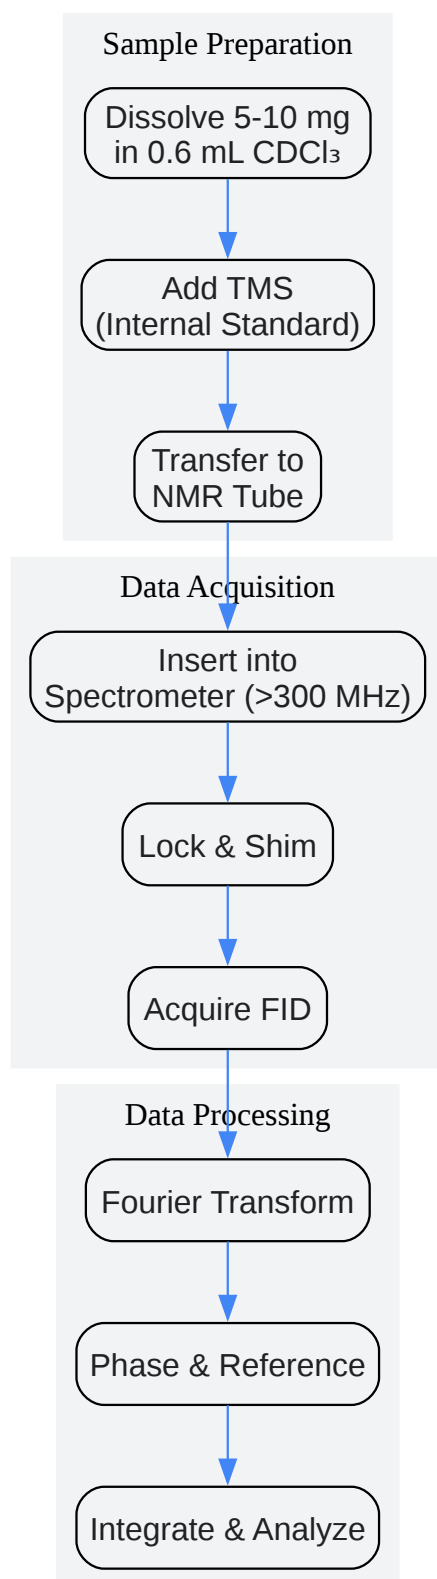 Sample Preparation
Dissolve 5-10 mg
in 0.6 mL CDCl₃
Add TMS
(Internal Standard)
Transfer to
NMR Tube
Data Acquisition
Insert into
Spectrometer (>300 MHz)
Lock & Shim
Acquire FID
Data Processing
Fourier Transform
Phase & Reference
Integrate & Analyze